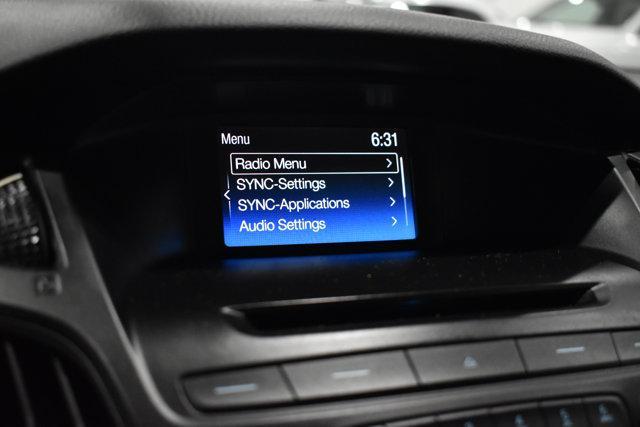 Menu 6:31
Radio Menu
SYNC-Settings
SYNC-Applications
Audio Settings